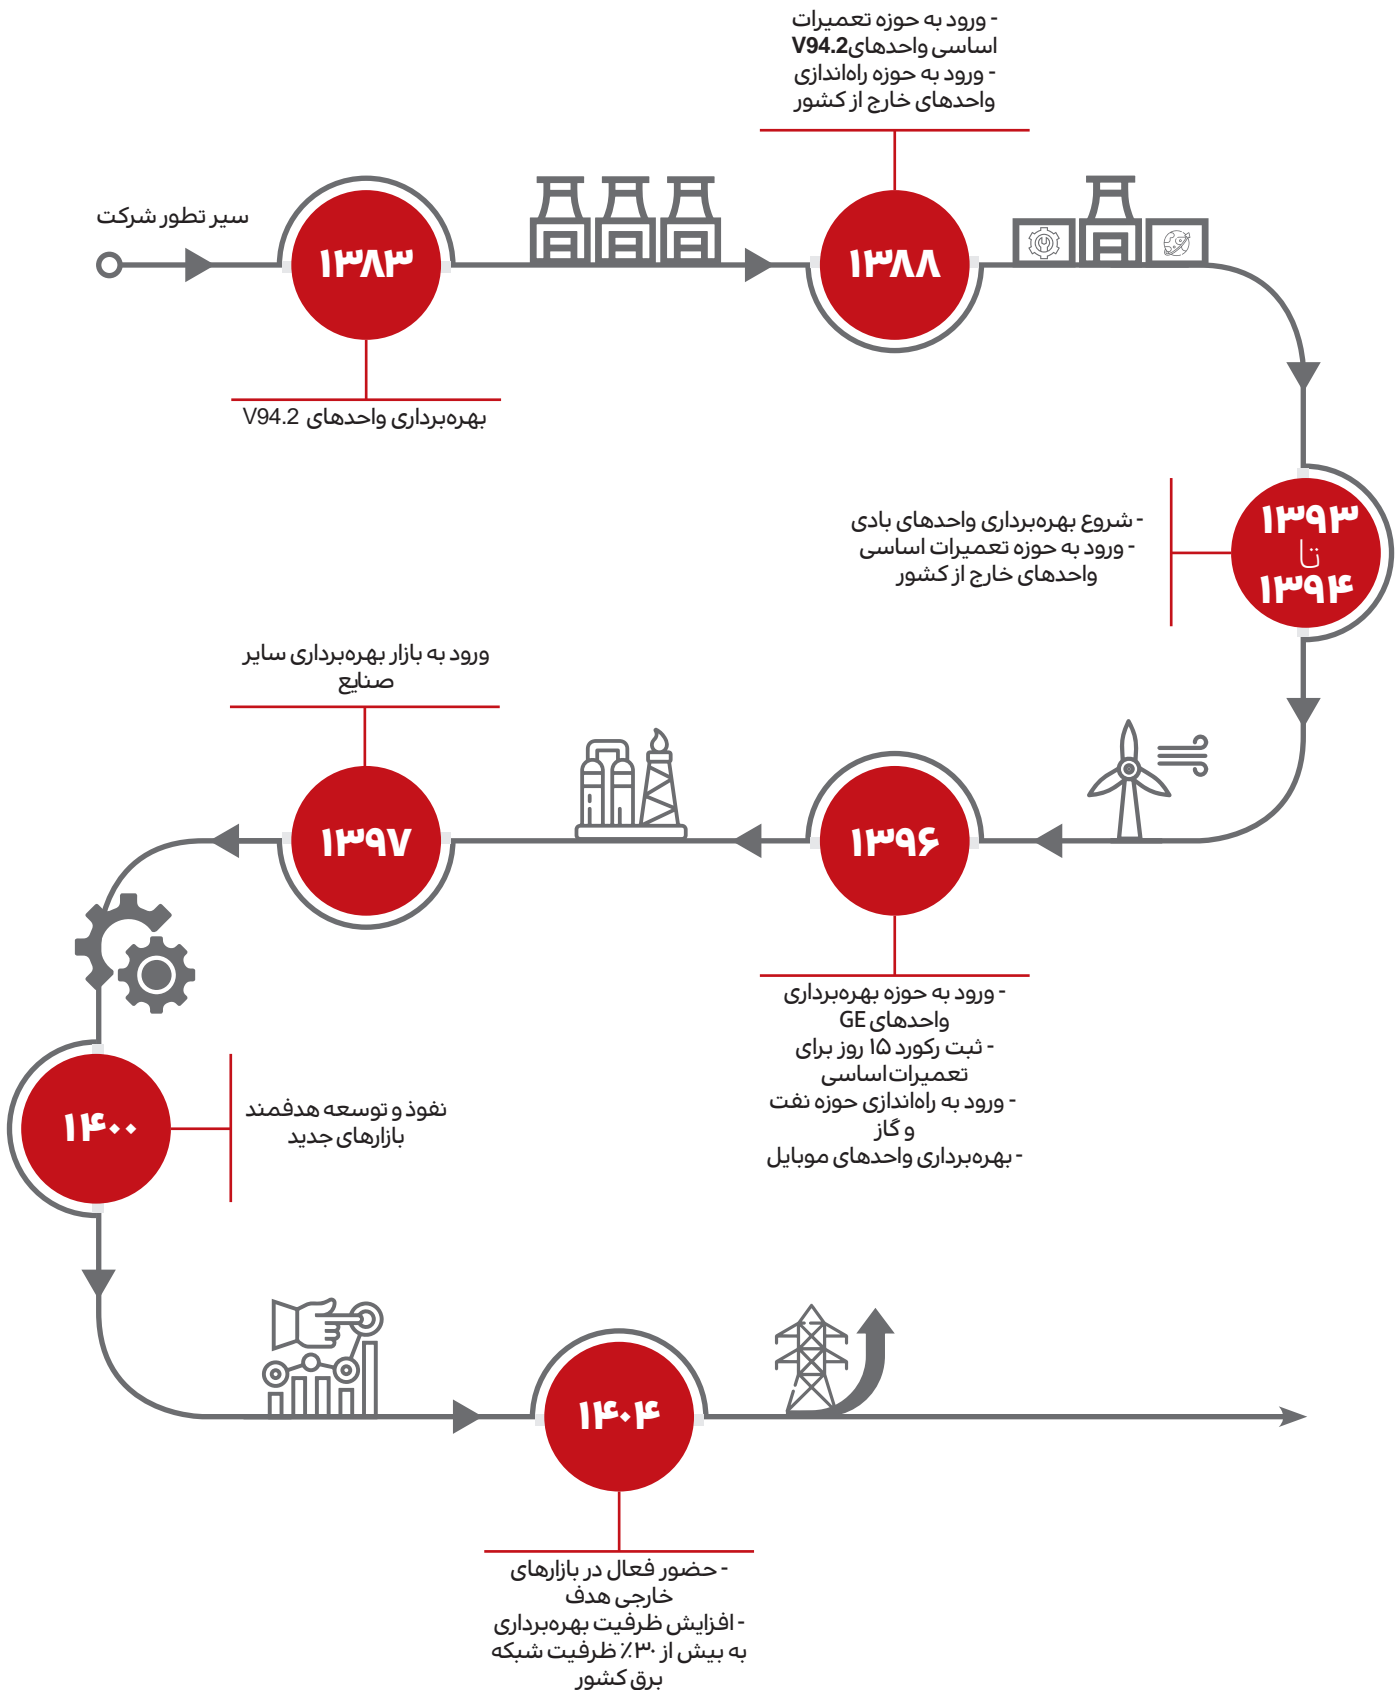 سیر تطور شرکت
۱۳۸۳
بهره‌برداری واحدهای V94.2
- ورود به حوزه تعمیرات
اساسی واحدهای V94.2
- ورود به حوزه راه‌اندازی
واحدهای خارج از کشور
۱۳۸۸
۱۳۹۳
تا
۱۳۹۴
- شروع بهره‌برداری واحدهای بادی
- ورود به حوزه تعمیرات اساسی
واحدهای خارج از کشور
۱۳۹۶
- ورود به حوزه بهره‌برداری
واحدهای GE
- ثبت رکورد ۱۵ روز برای
تعمیرات اساسی
- ورود به راه‌اندازی حوزه نفت
و گاز
- بهره‌برداری واحدهای موبایل
ورود به بازار بهره‌برداری سایر
صنایع
۱۳۹۷
۱۴۰۰
نفوذ و توسعه هدفمند
بازارهای جدید
۱۴۰۴
- حضور فعال در بازارهای
خارجی هدف
- افزایش ظرفیت بهره‌برداری
به بیش از ۳۰٪ ظرفیت شبکه
برق کشور